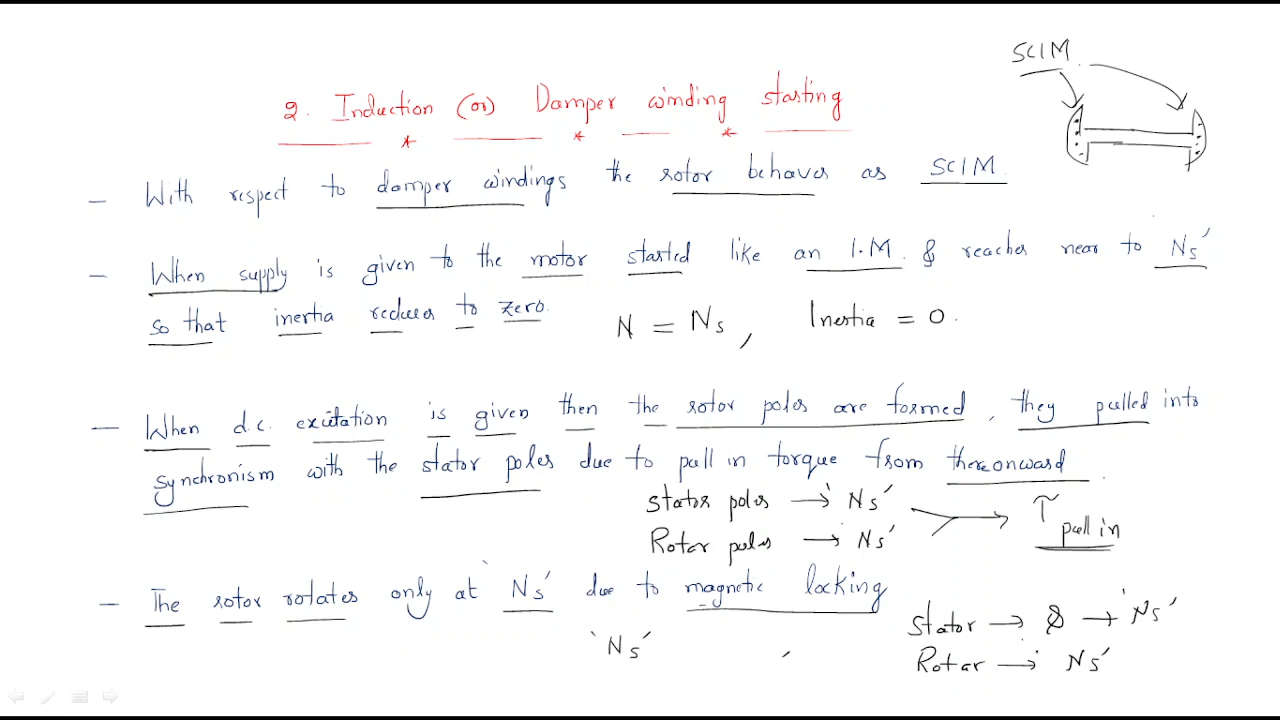 SCIM
2. Induction (or) Damper winding starting
– With respect to damper windings the rotor behaves as SCIM
– When supply is given to the motor started like an I.M & reaches near to Ns'
so that inertia reduces to zero.
N = Ns, Inertia = 0.
– When d.c. excitation is given then the rotor poles are formed, they pulled into
synchronism with the stator poles due to pull in torque from thereonward
Stator poles → 'Ns'
Rotor poles → 'Ns'
T pull in
– The rotor rotates only at 'Ns' due to magnetic locking
'Ns'
Stator → → 'Ns'
Rotar → 'Ns'